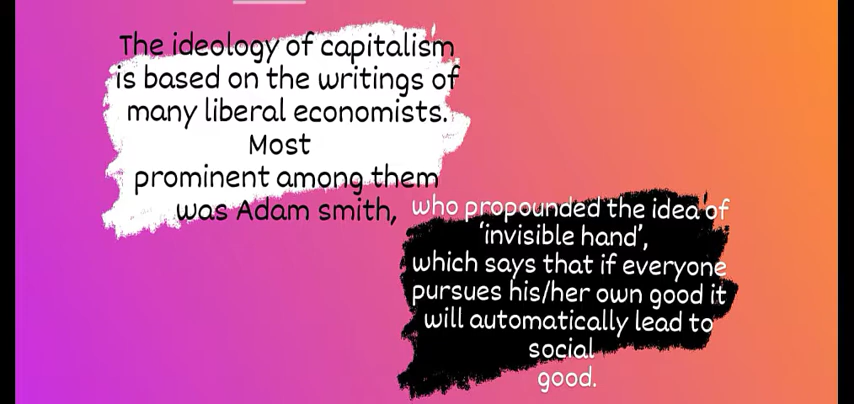 The ideology of capitalism
is based on the writings of
many liberal economists.
Most
prominent among them
was Adam smith,
who propounded the idea of
‘invisible hand’,
which says that if everyone
pursues his/her own good it
will automatically lead to
social
good.